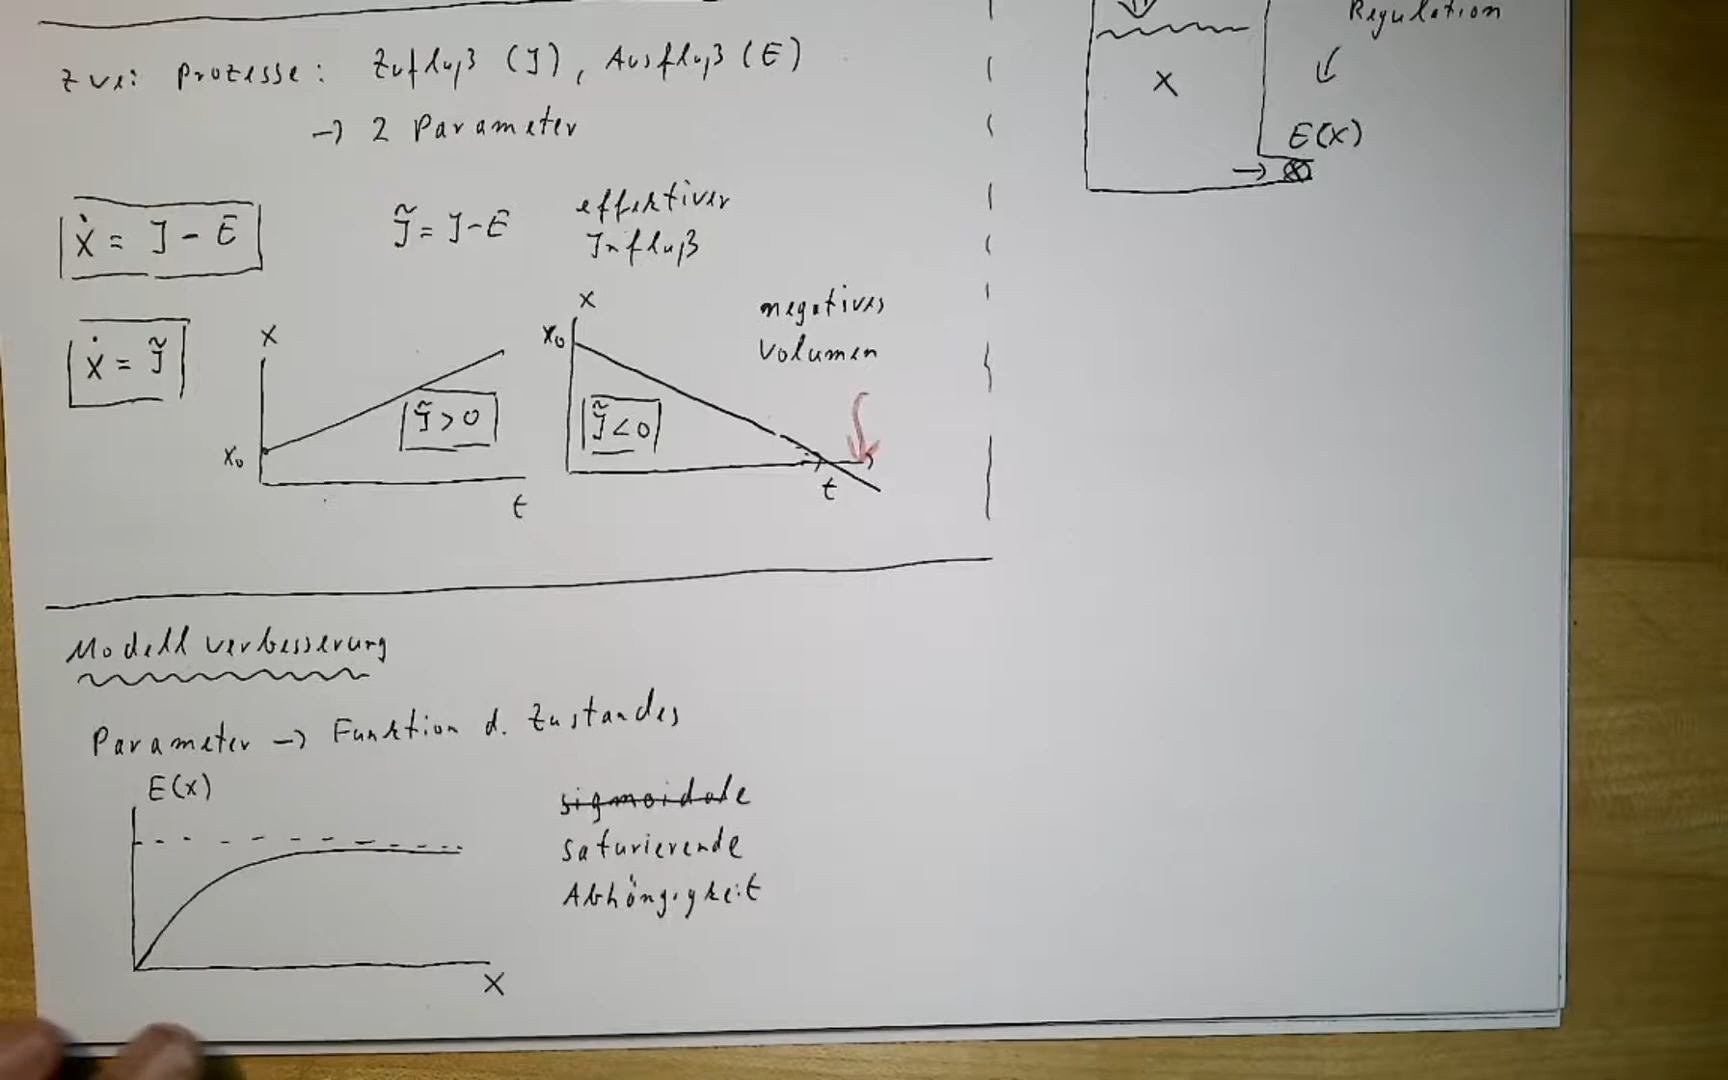 Zwei Prozesse: Zufluß (J), Ausfluß (E)
→ 2 Parameter
Ẋ = J - E
J̃ = J - E
effektiver
Influß
Ẋ = J̃
X
X₀
J̃ > 0
t
X
X₀
J̃ < 0
t
negatives
Volumen
Modellverbesserung
Parameter → Funktion d. Zustandes
E(x)
X
sigmoidale
saturierende
Abhängigkeit
Regulation
X
E(X)